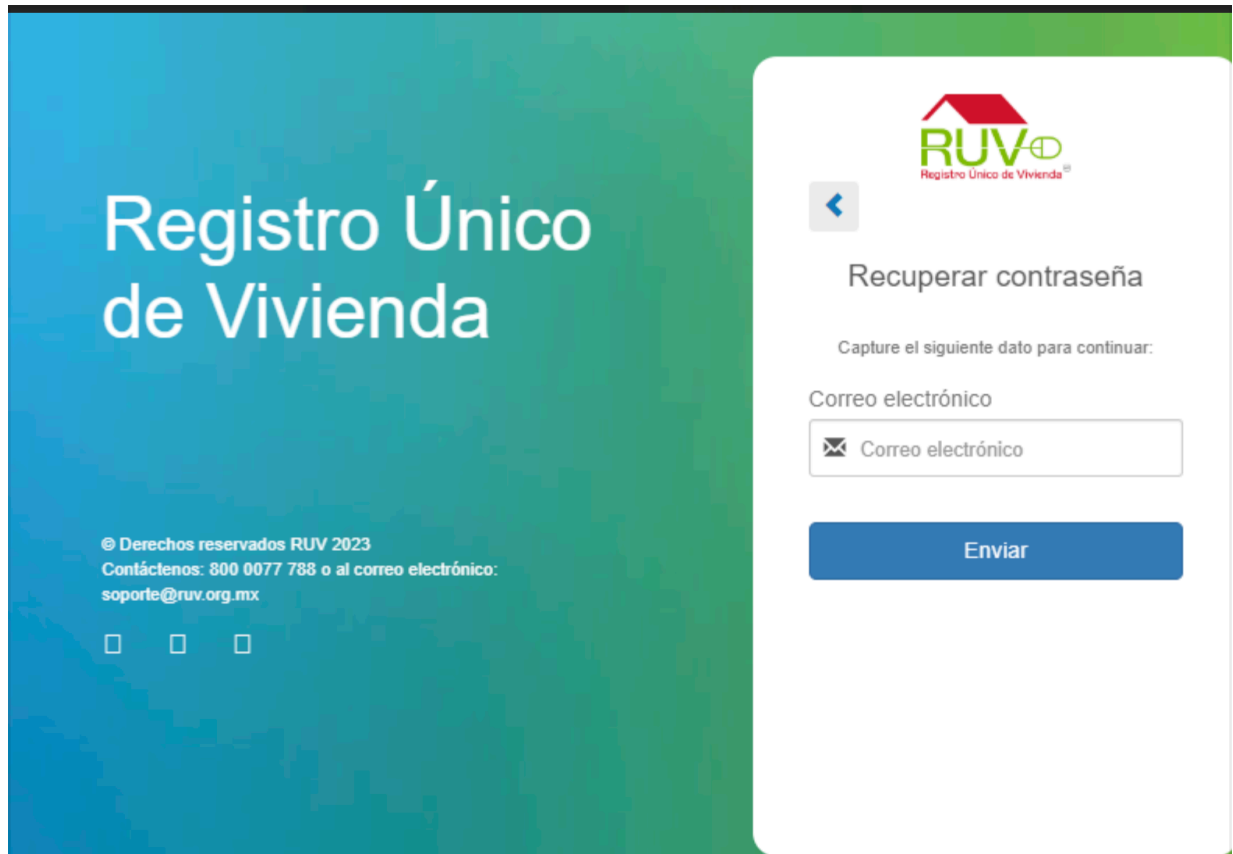 Registro Único
de Vivienda
© Derechos reservados RUV 2023
Contáctenos: 800 0077 788 o al correo electrónico:
soporte@ruv.org.mx
RUV
Registro Único de Vivienda®
Recuperar contraseña
Capture el siguiente dato para continuar:
Correo electrónico
Correo electrónico
Enviar